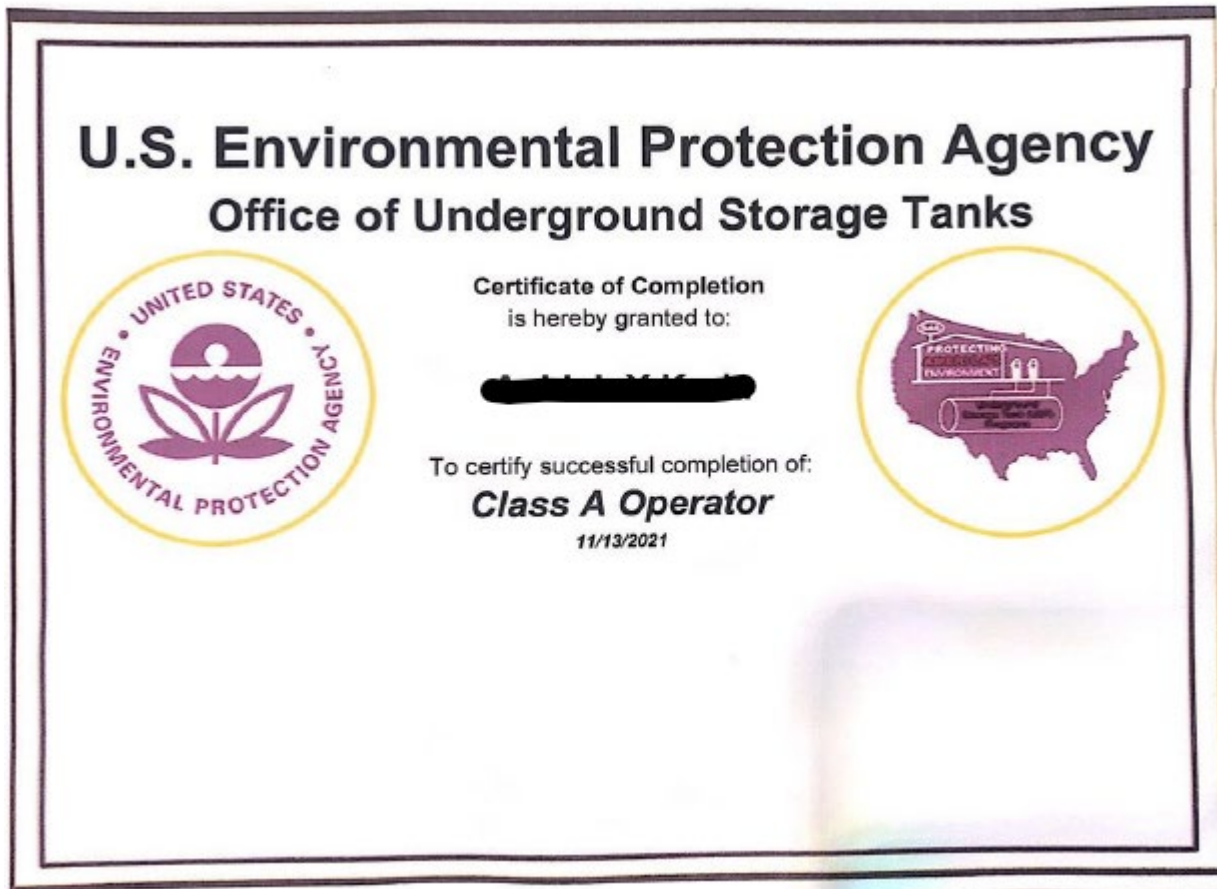 U.S. Environmental Protection Agency
Office of Underground Storage Tanks
UNITED STATES
ENVIRONMENTAL PROTECTION AGENCY
Certificate of Completion
is hereby granted to:
PROTECTING
ENVIRONMENT
To certify successful completion of:
Class A Operator
11/13/2021